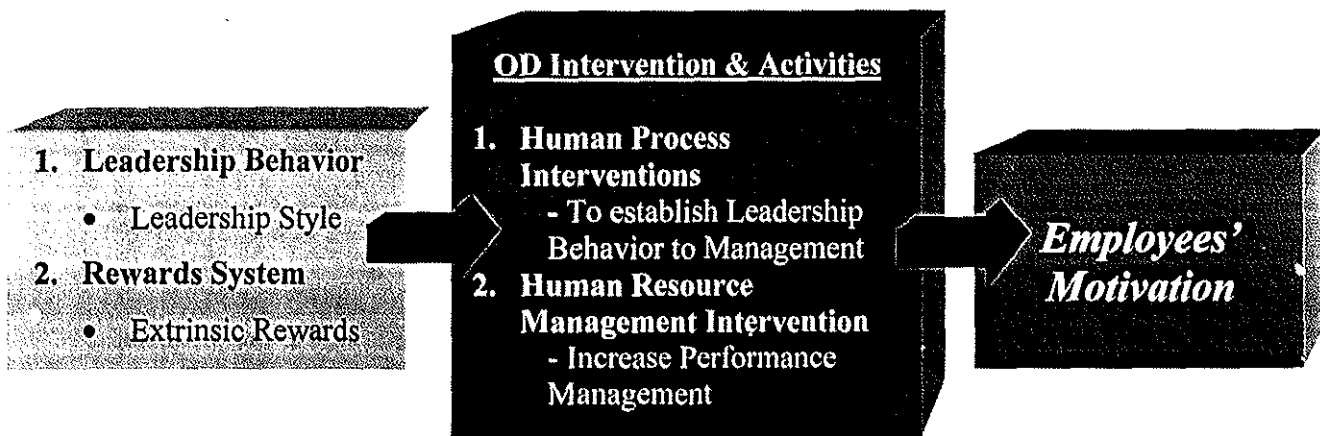 1. Leadership Behavior
• Leadership Style
2. Rewards System
• Extrinsic Rewards
OD Intervention & Activities
1. Human Process
Interventions
- To establish Leadership
Behavior to Management
2. Human Resource
Management Intervention
- Increase Performance
Management
Employees'
Motivation